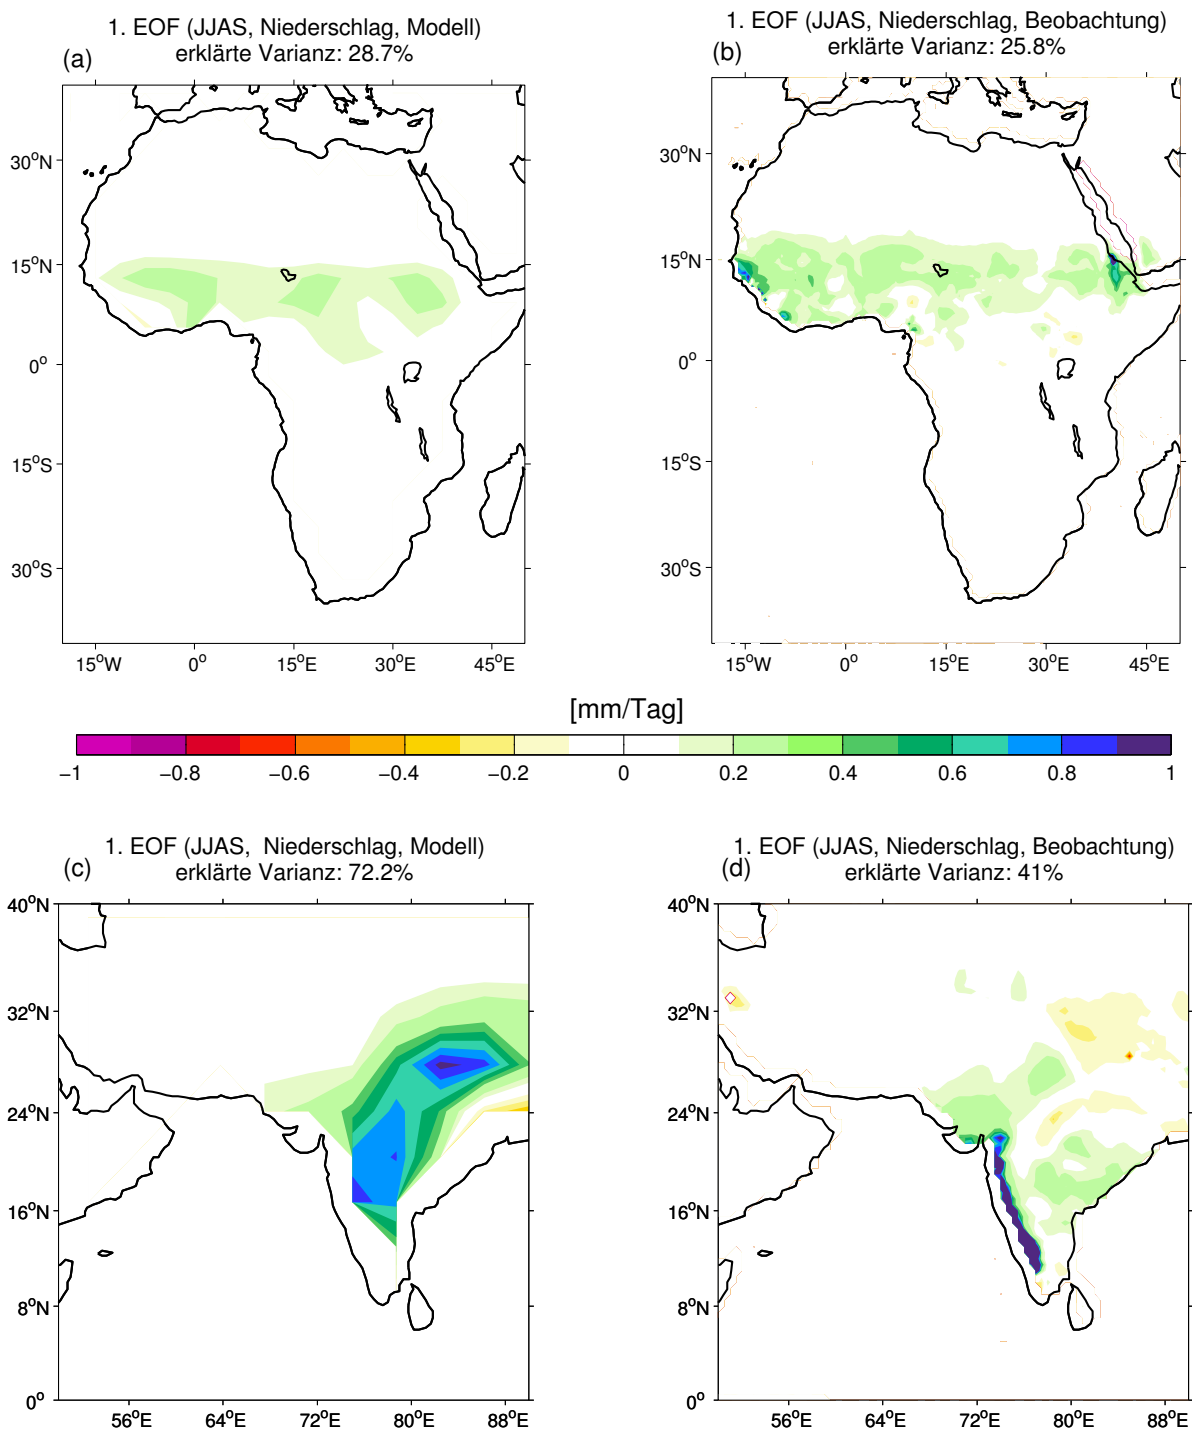 1. EOF (JJAS, Niederschlag, Modell)
erklärte Varianz: 28.7%
(a)
30°N
15°N
0°
15°S
30°S
15°W 0° 15°E 30°E 45°E
1. EOF (JJAS, Niederschlag, Beobachtung)
erklärte Varianz: 25.8%
(b)
30°N
15°N
0°
15°S
30°S
15°W 0° 15°E 30°E 45°E
[mm/Tag]
−1 −0.8 −0.6 −0.4 −0.2 0 0.2 0.4 0.6 0.8 1
1. EOF (JJAS, Niederschlag, Modell)
erklärte Varianz: 72.2%
(c)
40°N
32°N
24°N
16°N
8°N
0°
56°E 64°E 72°E 80°E 88°E
1. EOF (JJAS, Niederschlag, Beobachtung)
erklärte Varianz: 41%
(d)
40°N
32°N
24°N
16°N
8°N
0°
56°E 64°E 72°E 80°E 88°E